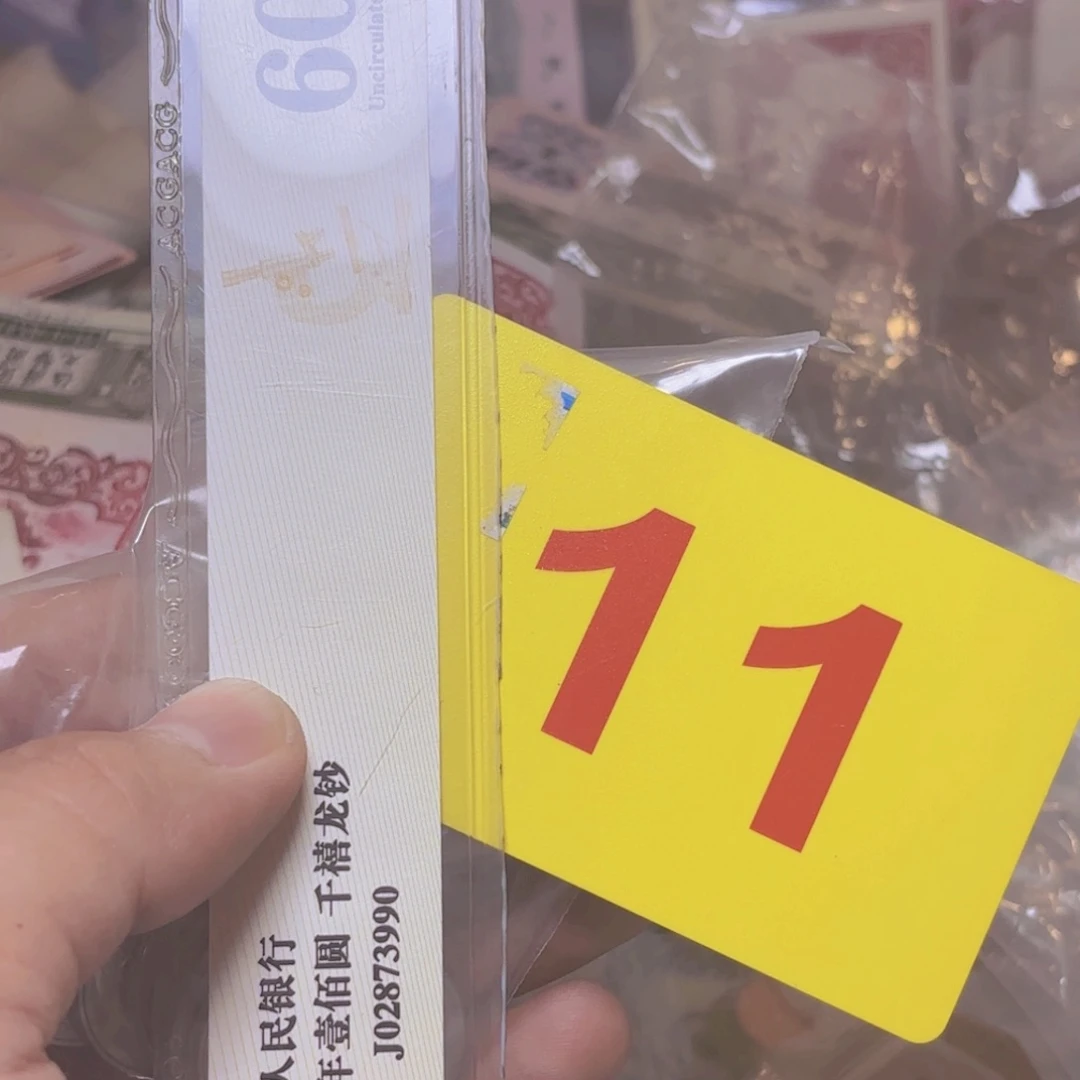 ACGACG
60
Uncirculate
人民银行
年壹佰圆 千禧龙钞
J02873990
11